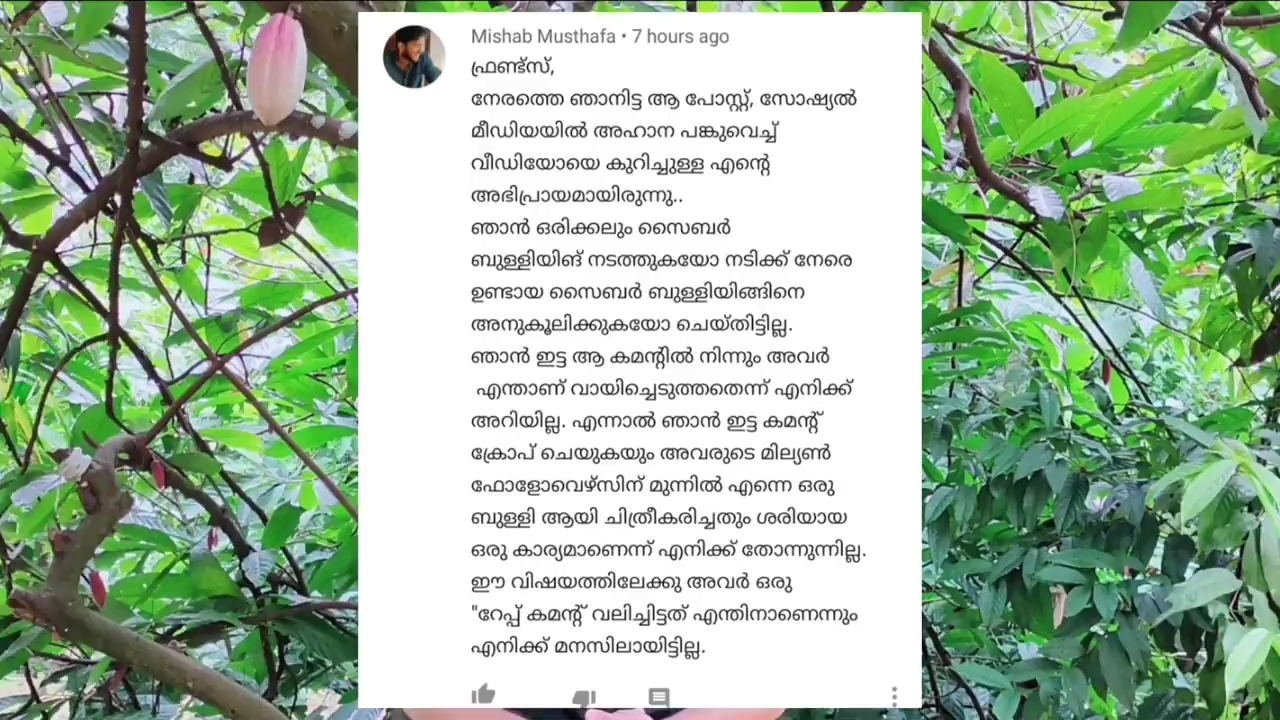 Mishab Musthafa • 7 hours ago
ഫ്രണ്ട്സ്,
നേരത്തെ ഞാനിട്ട ആ പോസ്റ്റ്, സോഷ്യൽ
മീഡിയയിൽ അഹാന പങ്കുവെച്ച്
വീഡിയോയെ കുറിച്ചുള്ള എന്റെ
അഭിപ്രായമായിരുന്നു..
ഞാൻ ഒരിക്കലും സൈബർ
ബുള്ളിയിങ് നടത്തുകയോ നടിക്ക് നേരെ
ഉണ്ടായ സൈബർ ബുള്ളിയിങ്ങിനെ
അനുകൂലിക്കുകയോ ചെയ്തിട്ടില്ല.
ഞാൻ ഇട്ട ആ കമന്റിൽ നിന്നും അവർ
എന്താണ് വായിച്ചെടുത്തതെന്ന് എനിക്ക്
അറിയില്ല. എന്നാൽ ഞാൻ ഇട്ട കമന്റ്
ക്രോപ് ചെയുകയും അവരുടെ മില്യൺ
ഫോളോവെഴ്സിന് മുന്നിൽ എന്നെ ഒരു
ബുള്ളി ആയി ചിത്രീകരിച്ചതും ശരിയായ
ഒരു കാര്യമാണെന്ന് എനിക്ക് തോന്നുന്നില്ല.
ഈ വിഷയത്തിലേക്കു അവർ ഒരു
"റേപ്പ് കമന്റ് വലിച്ചിട്ടത് എന്തിനാണെന്നും
എനിക്ക് മനസിലായിട്ടില്ല.